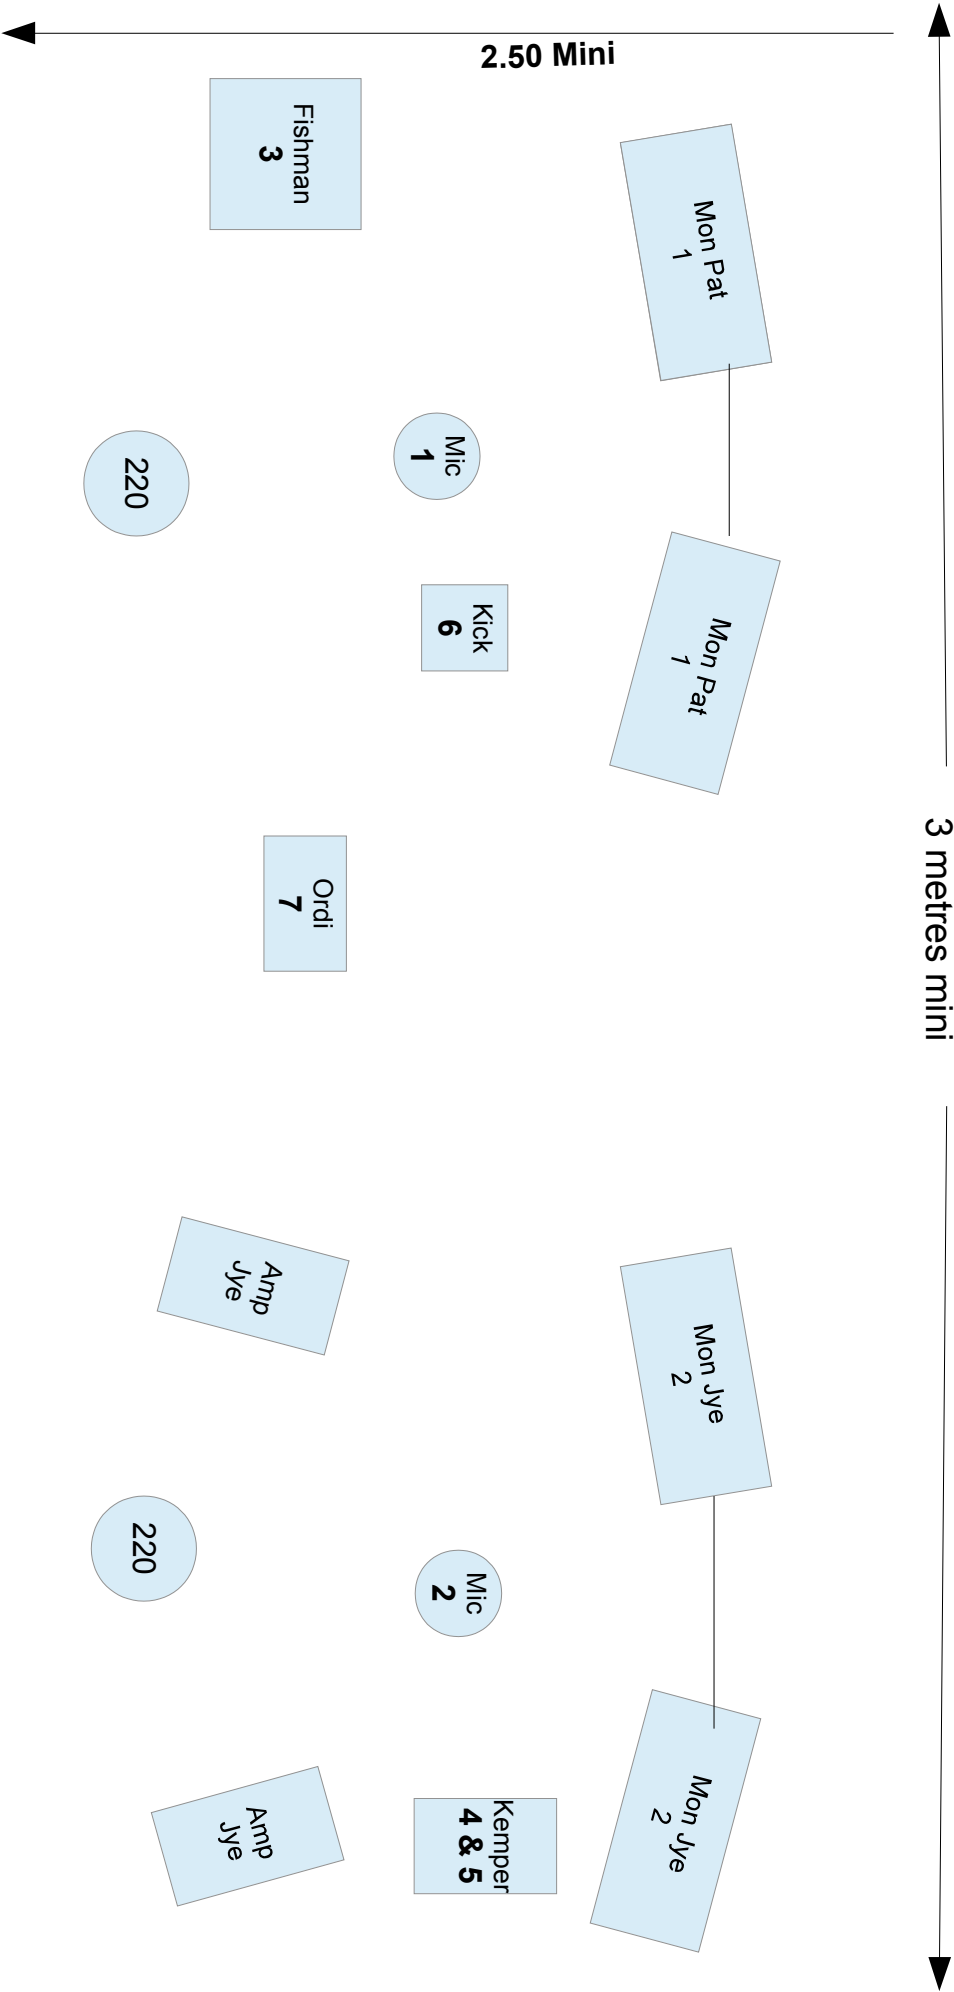 2.50 Mini
3 metres mini
Fishman
3
Mon Pat
1
Mic
1
220
Kick
6
Mon Pat
1
Ordi
7
Amp
Jye
Mon Jye
2
220
Mic
2
Amp
Jye
Kemper
4 & 5
Mon Jye
2